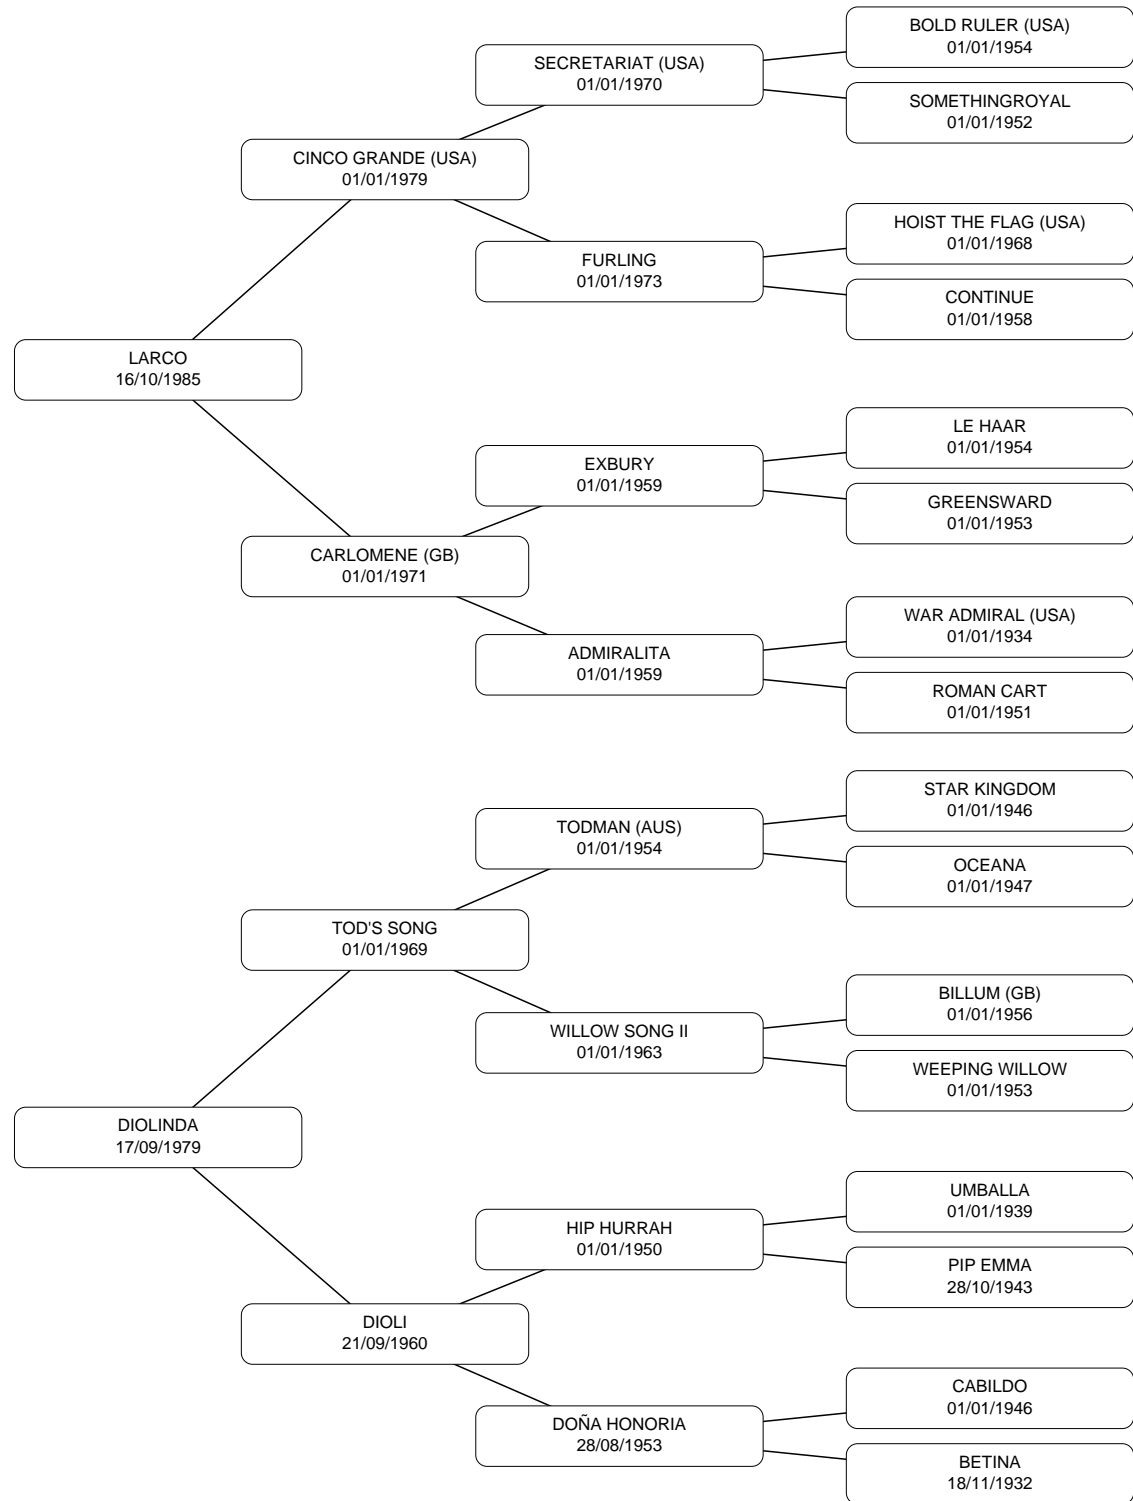 BOLD RULER (USA)
01/01/1954
SECRETARIAT (USA)
01/01/1970
SOMETHINGROYAL
01/01/1952
CINCO GRANDE (USA)
01/01/1979
HOIST THE FLAG (USA)
01/01/1968
FURLING
01/01/1973
CONTINUE
01/01/1958
LARCO
16/10/1985
LE HAAR
01/01/1954
EXBURY
01/01/1959
GREENSWARD
01/01/1953
CARLOMENE (GB)
01/01/1971
WAR ADMIRAL (USA)
01/01/1934
ADMIRALITA
01/01/1959
ROMAN CART
01/01/1951
STAR KINGDOM
01/01/1946
TODMAN (AUS)
01/01/1954
OCEANA
01/01/1947
TOD'S SONG
01/01/1969
BILLUM (GB)
01/01/1956
WILLOW SONG II
01/01/1963
WEEPING WILLOW
01/01/1953
DIOLINDA
17/09/1979
UMBALLA
01/01/1939
HIP HURRAH
01/01/1950
PIP EMMA
28/10/1943
DIOLI
21/09/1960
CABILDO
01/01/1946
DOÑA HONORIA
28/08/1953
BETINA
18/11/1932